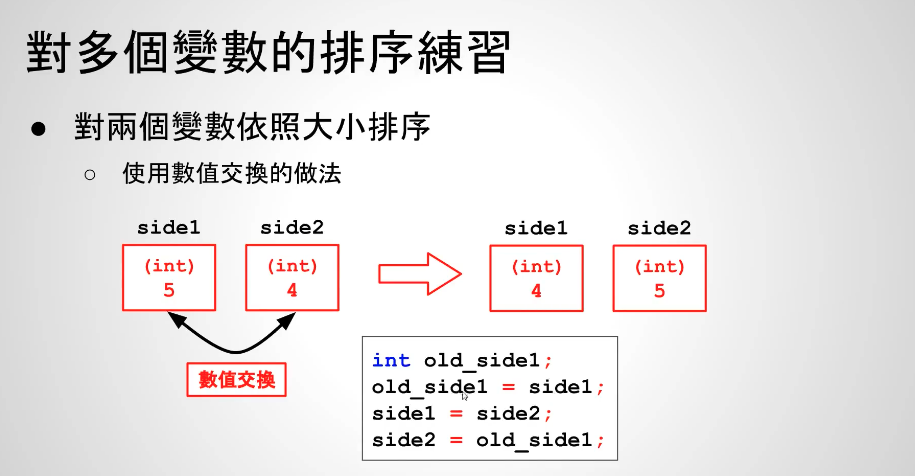 對多個變數的排序練習
● 對兩個變數依照大小排序
○ 使用數值交換的做法
side1 side2 side1 side2
(int) (int) (int) (int)
5 4 4 5
數值交換
int old_side1;
old_side1 = side1;
side1 = side2;
side2 = old_side1;